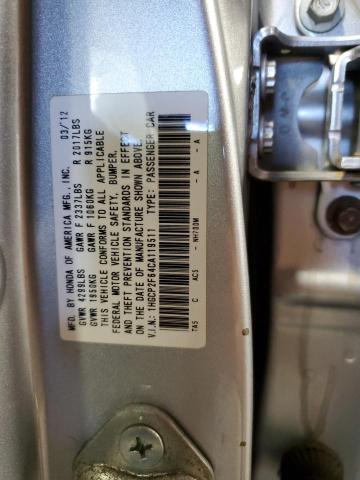 MFD. BY HONDA OF AMERICA MFG., INC. 03/12
GVWR 4299LBS GAWR F 2337LBS R 2017LBS
GVWR 1950KG GAWR F 1060KG R 915KG
THIS VEHICLE CONFORMS TO ALL APPLICABLE
FEDERAL MOTOR VEHICLE SAFETY, BUMPER,
AND THEFT PREVENTION STANDARDS IN EFFECT
ON THE DATE OF MANUFACTURE SHOWN ABOVE.
V.I.N.: 1HGCP2F64CA119511 TYPE: PASSENGER CAR
TA5 C AC5 - NH700M - A - A